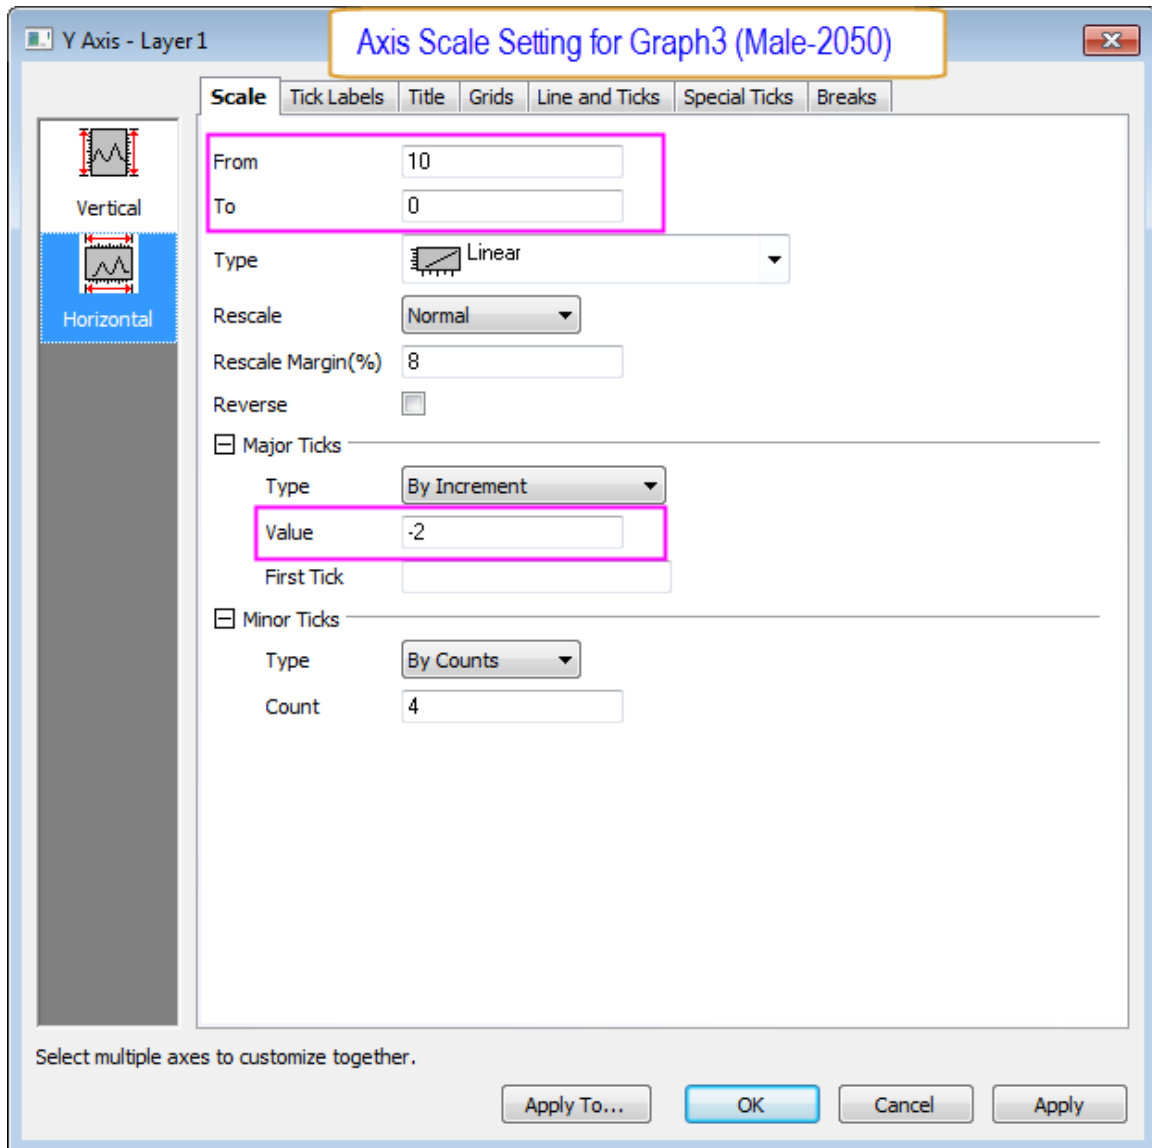 Y Axis - Layer 1
Axis Scale Setting for Graph3 (Male-2050)
Scale Tick Labels Title Grids Line and Ticks Special Ticks Breaks
Vertical
Horizontal
From 10
To 0
Type Linear
Rescale Normal
Rescale Margin(%) 8
Reverse
Major Ticks
Type By Increment
Value -2
First Tick
Minor Ticks
Type By Counts
Count 4
Select multiple axes to customize together.
Apply To... OK Cancel Apply